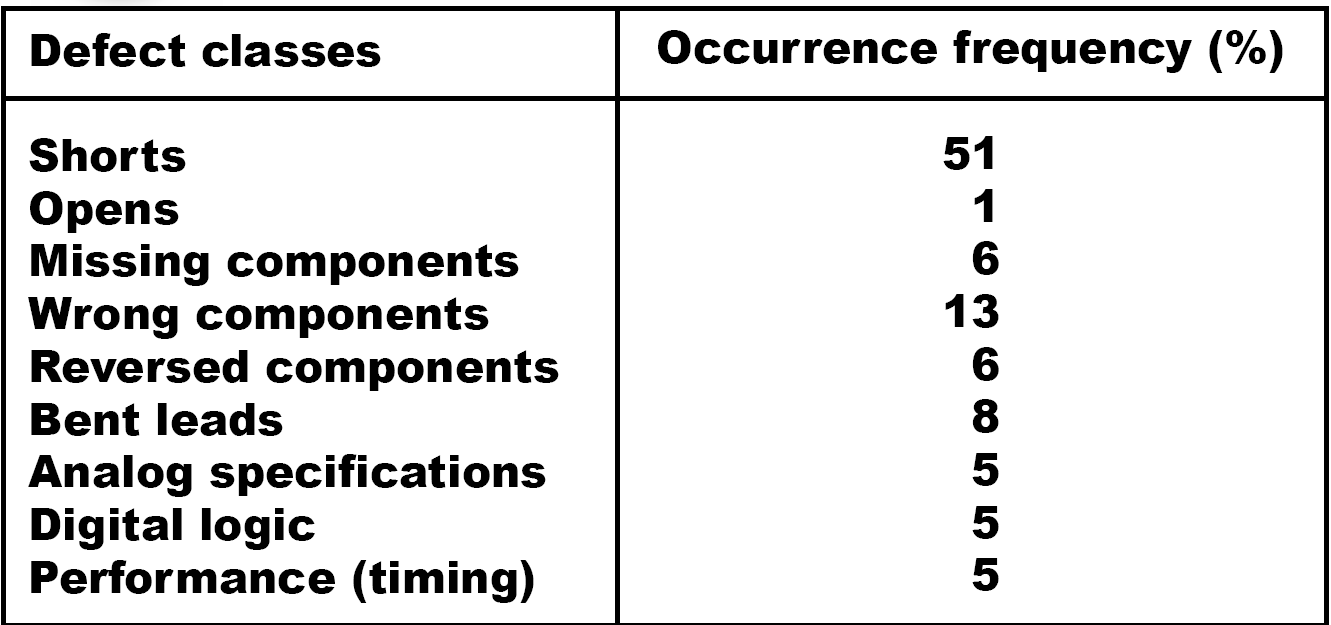 Defect classes Occurrence frequency (%)
Shorts 51
Opens 1
Missing components 6
Wrong components 13
Reversed components 6
Bent leads 8
Analog specifications 5
Digital logic 5
Performance (timing) 5